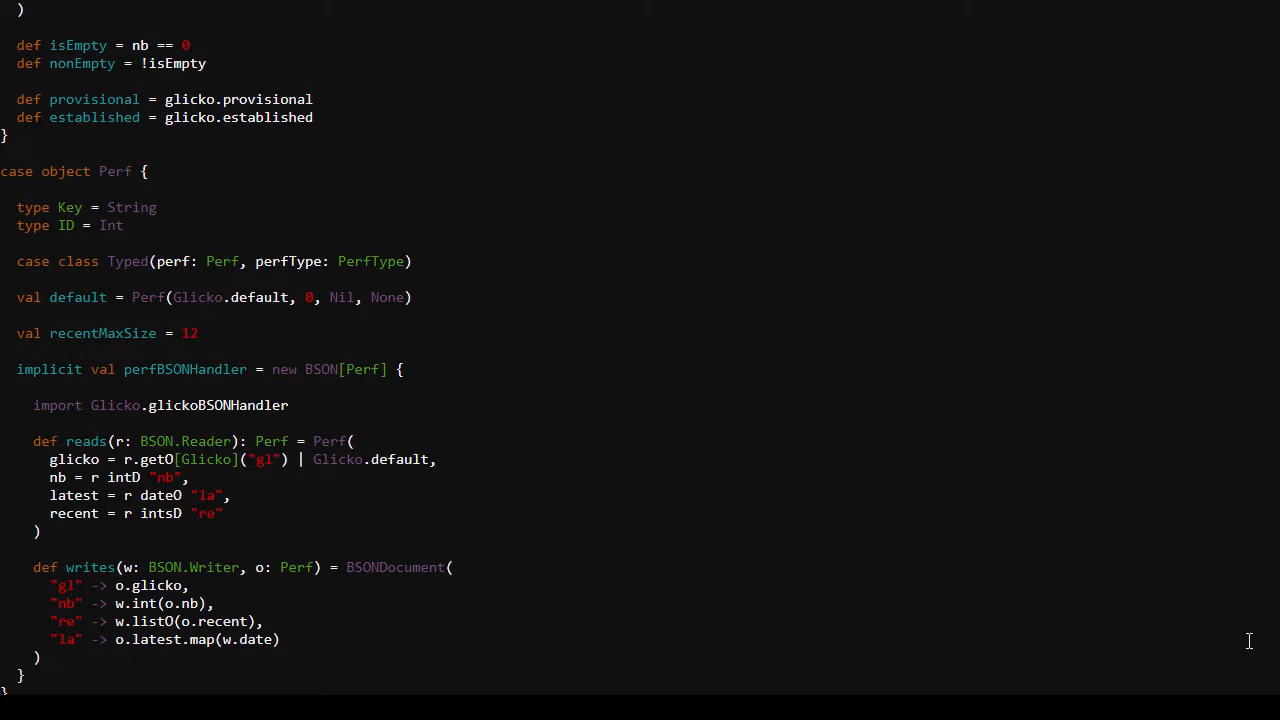 )
def isEmpty = nb == 0
def nonEmpty = !isEmpty
def provisional = glicko.provisional
def established = glicko.established
}
case object Perf {
type Key = String
type ID = Int
case class Typed(perf: Perf, perfType: PerfType)
val default = Perf(Glicko.default, 0, Nil, None)
val recentMaxSize = 12
implicit val perfBSONHandler = new BSON[Perf] {
import Glicko.glickoBSONHandler
def reads(r: BSON.Reader): Perf = Perf(
glicko = r.getO[Glicko]("gl") | Glicko.default,
nb = r intD "nb",
latest = r dateO "la",
recent = r intsD "re"
)
def writes(w: BSON.Writer, o: Perf) = BSONDocument(
"gl" -> o.glicko,
"nb" -> w.int(o.nb),
"re" -> w.listO(o.recent),
"la" -> o.latest.map(w.date)
)
}
}